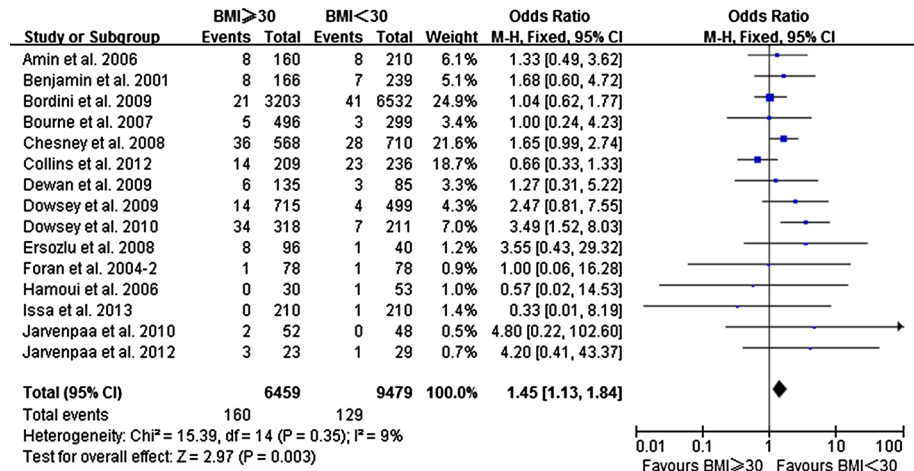 BMI⩾30 BMI<30 Odds Ratio Odds Ratio
Study or Subgroup Events Total Events Total Weight M-H, Fixed, 95% CI M-H, Fixed, 95% CI
Amin et al. 2006 8 160 8 210 6.1% 1.33 [0.49, 3.62]
Benjamin et al. 2001 8 166 7 239 5.1% 1.68 [0.60, 4.72]
Bordini et al. 2009 21 3203 41 6532 24.9% 1.04 [0.62, 1.77]
Bourne et al. 2007 5 496 3 299 3.4% 1.00 [0.24, 4.23]
Chesney et al. 2008 36 568 28 710 21.6% 1.65 [0.99, 2.74]
Collins et al. 2012 14 209 23 236 18.7% 0.66 [0.33, 1.33]
Dewan et al. 2009 6 135 3 85 3.3% 1.27 [0.31, 5.22]
Dowsey et al. 2009 14 715 4 499 4.3% 2.47 [0.81, 7.55]
Dowsey et al. 2010 34 318 7 211 7.0% 3.49 [1.52, 8.03]
Ersozlu et al. 2008 8 96 1 40 1.2% 3.55 [0.43, 29.32]
Foran et al. 2004-2 1 78 1 78 0.9% 1.00 [0.06, 16.28]
Hamoui et al. 2006 0 30 1 53 1.0% 0.57 [0.02, 14.53]
Issa et al. 2013 0 210 1 210 1.4% 0.33 [0.01, 8.19]
Jarvenpaa et al. 2010 2 52 0 48 0.5% 4.80 [0.22, 102.60]
Jarvenpaa et al. 2012 3 23 1 29 0.7% 4.20 [0.41, 43.37]
Total (95% CI) 6459 9479 100.0% 1.45 [1.13, 1.84]
Total events 160 129
Heterogeneity: Chi² = 15.39, df = 14 (P = 0.35); I² = 9%
Test for overall effect: Z = 2.97 (P = 0.003)
0.01 0.1 1 10 100
Favours BMI⩾30 Favours BMI<30